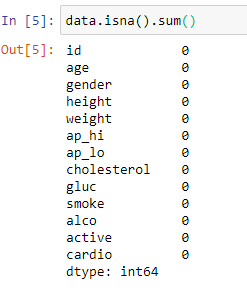 In [5]: data.isna().sum()
Out[5]: id 0
age 0
gender 0
height 0
weight 0
ap_hi 0
ap_lo 0
cholesterol 0
gluc 0
smoke 0
alco 0
active 0
cardio 0
dtype: int64